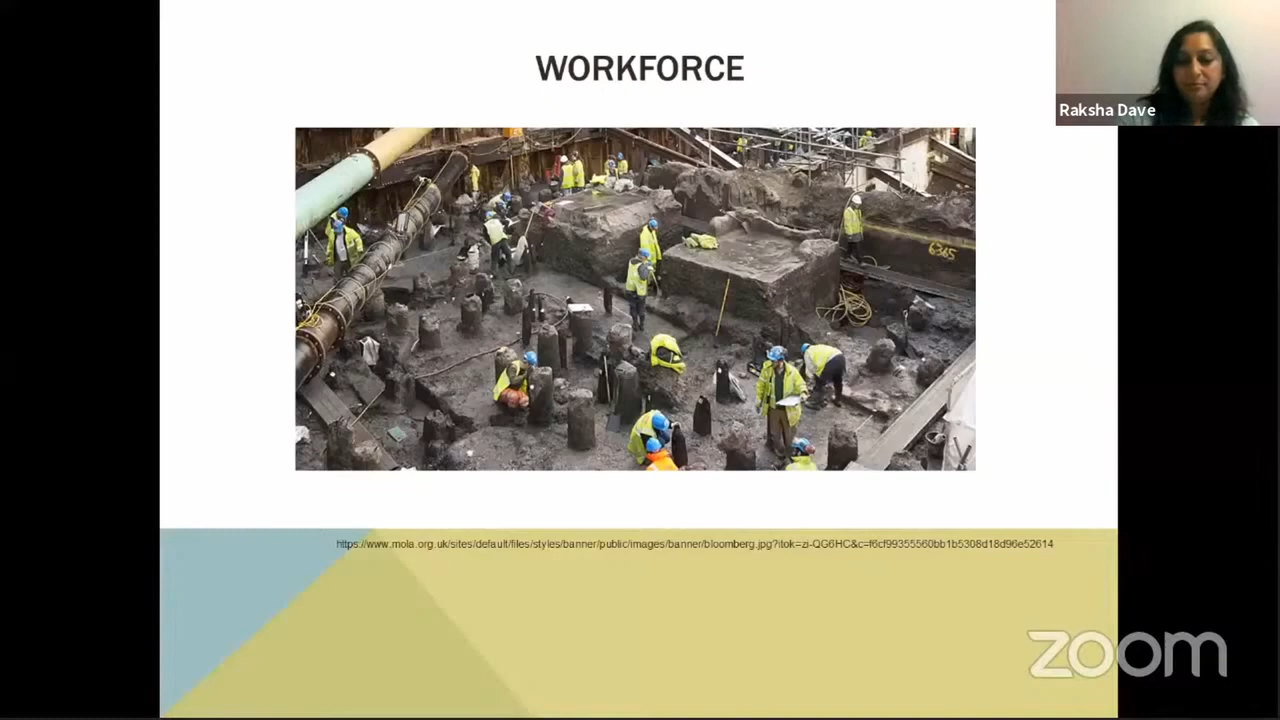 WORKFORCE
Raksha Dave
6365
https://www.mola.org.uk/sites/default/files/styles/banner/public/images/banner/bloomberg.jpg?itok=zi-QG6HC&c=f6cf99355560bb1b5308d18d96e52614
zoom